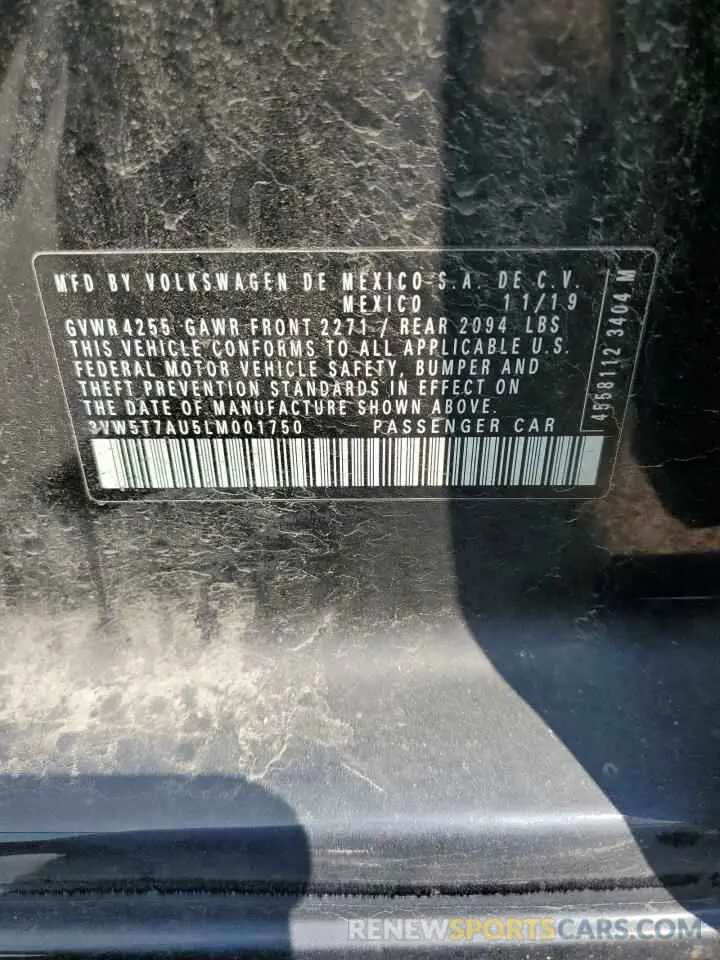 MFD BY VOLKSWAGEN DE MEXICO S.A. DE C.V.
MEXICO 11/19
GVWR 4255 GAWR FRONT 2271 / REAR 2094 LBS
THIS VEHICLE CONFORMS TO ALL APPLICABLE U.S.
FEDERAL MOTOR VEHICLE SAFETY, BUMPER AND
THEFT PREVENTION STANDARDS IN EFFECT ON
THE DATE OF MANUFACTURE SHOWN ABOVE.
3VW5T7AU5LM001750 PASSENGER CAR
4558112 3404 M
RENEWSPORTSCARS.COM